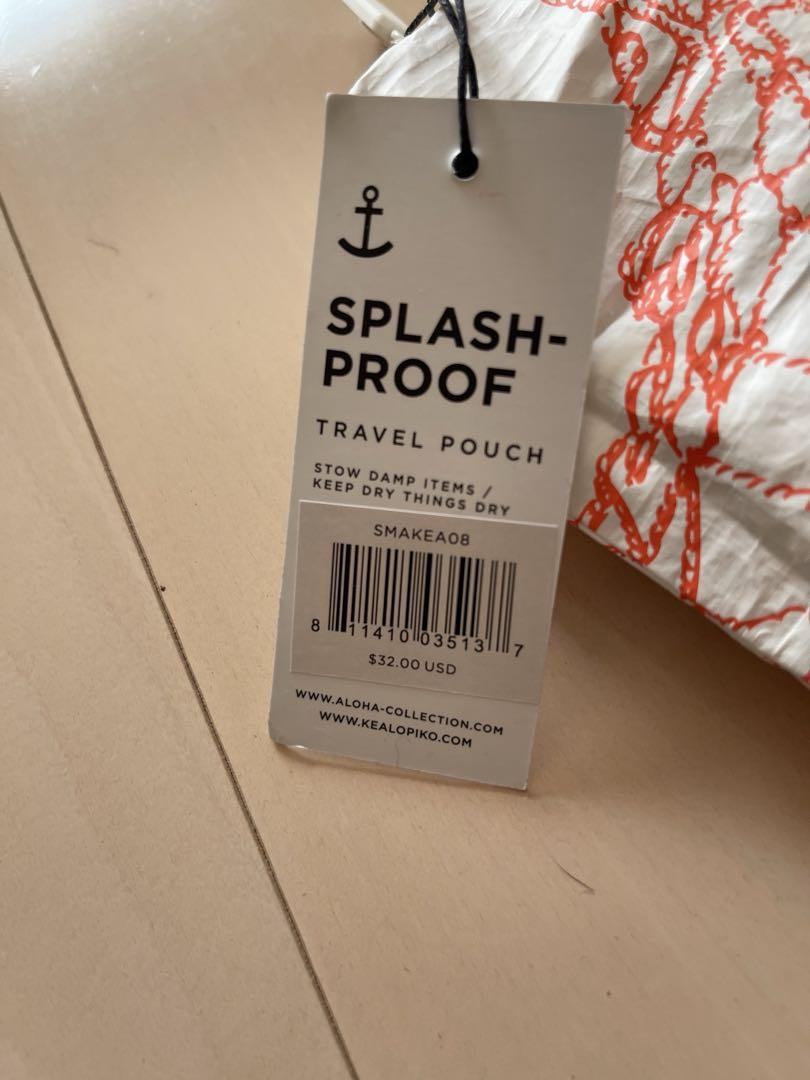 SPLASH-
PROOF
TRAVEL POUCH
STOW DAMP ITEMS /
KEEP DRY THINGS DRY
SMAKEA08
8 11410 03513 7
$32.00 USD
WWW.ALOHA-COLLECTION.COM
WWW.KEALOPIKO.COM